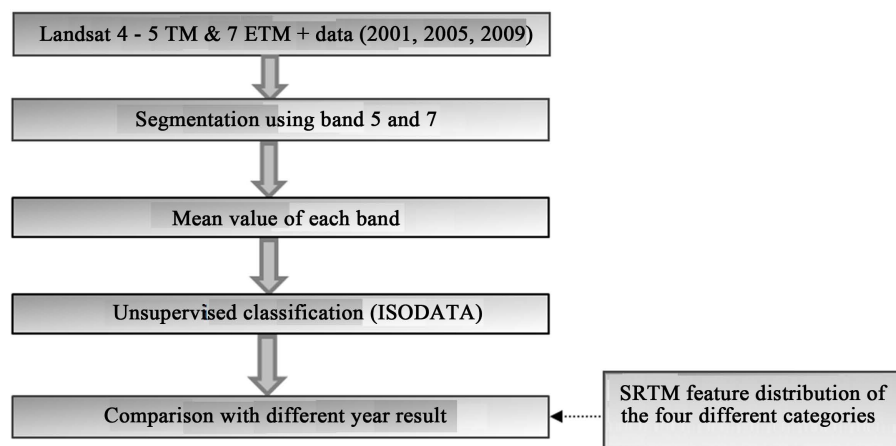 Landsat 4 - 5 TM & 7 ETM + data (2001, 2005, 2009)
Segmentation using band 5 and 7
Mean value of each band
Unsupervised classification (ISODATA)
Comparison with different year result
SRTM feature distribution of
the four different categories